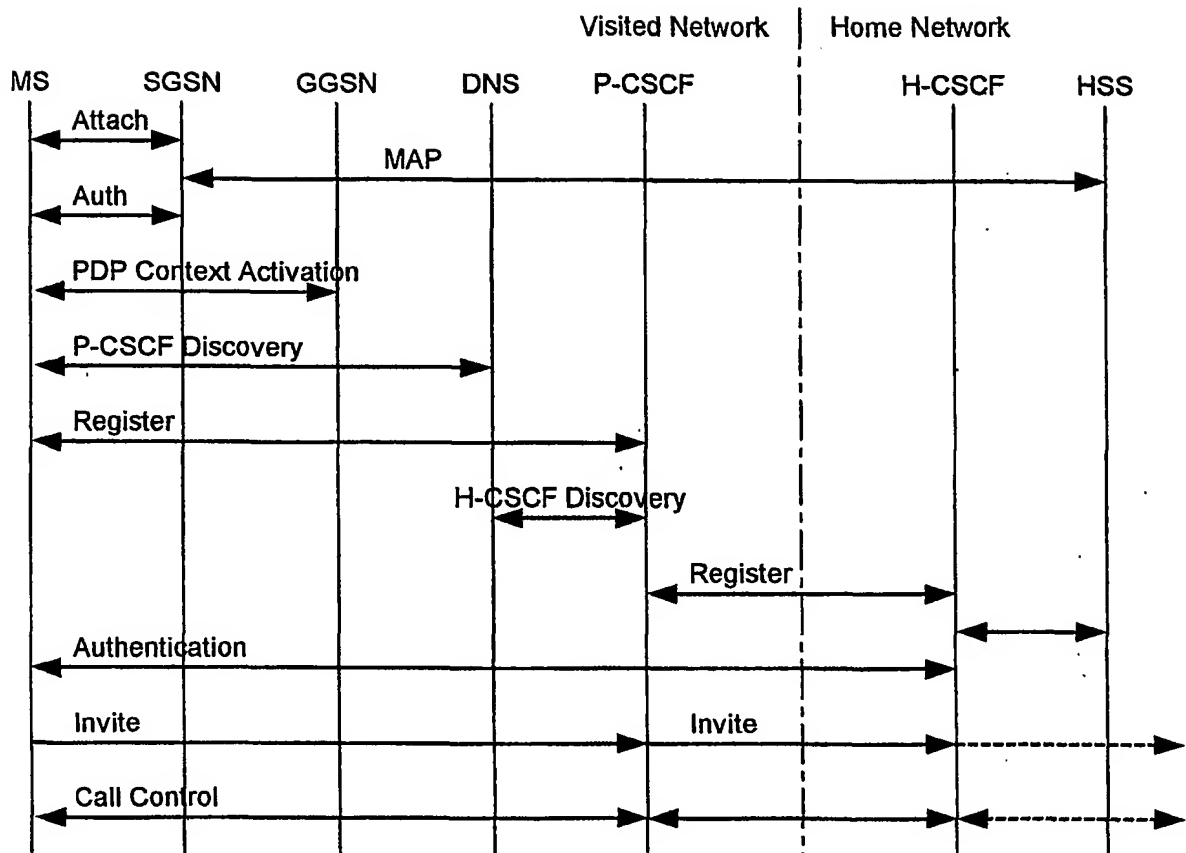 Visited Network Home Network
MS SGSN GGSN DNS P-CSCF H-CSCF HSS
Attach
MAP
Auth
PDP Context Activation
P-CSCF Discovery
Register
H-CSCF Discovery
Register
Authentication
Invite Invite
Call Control